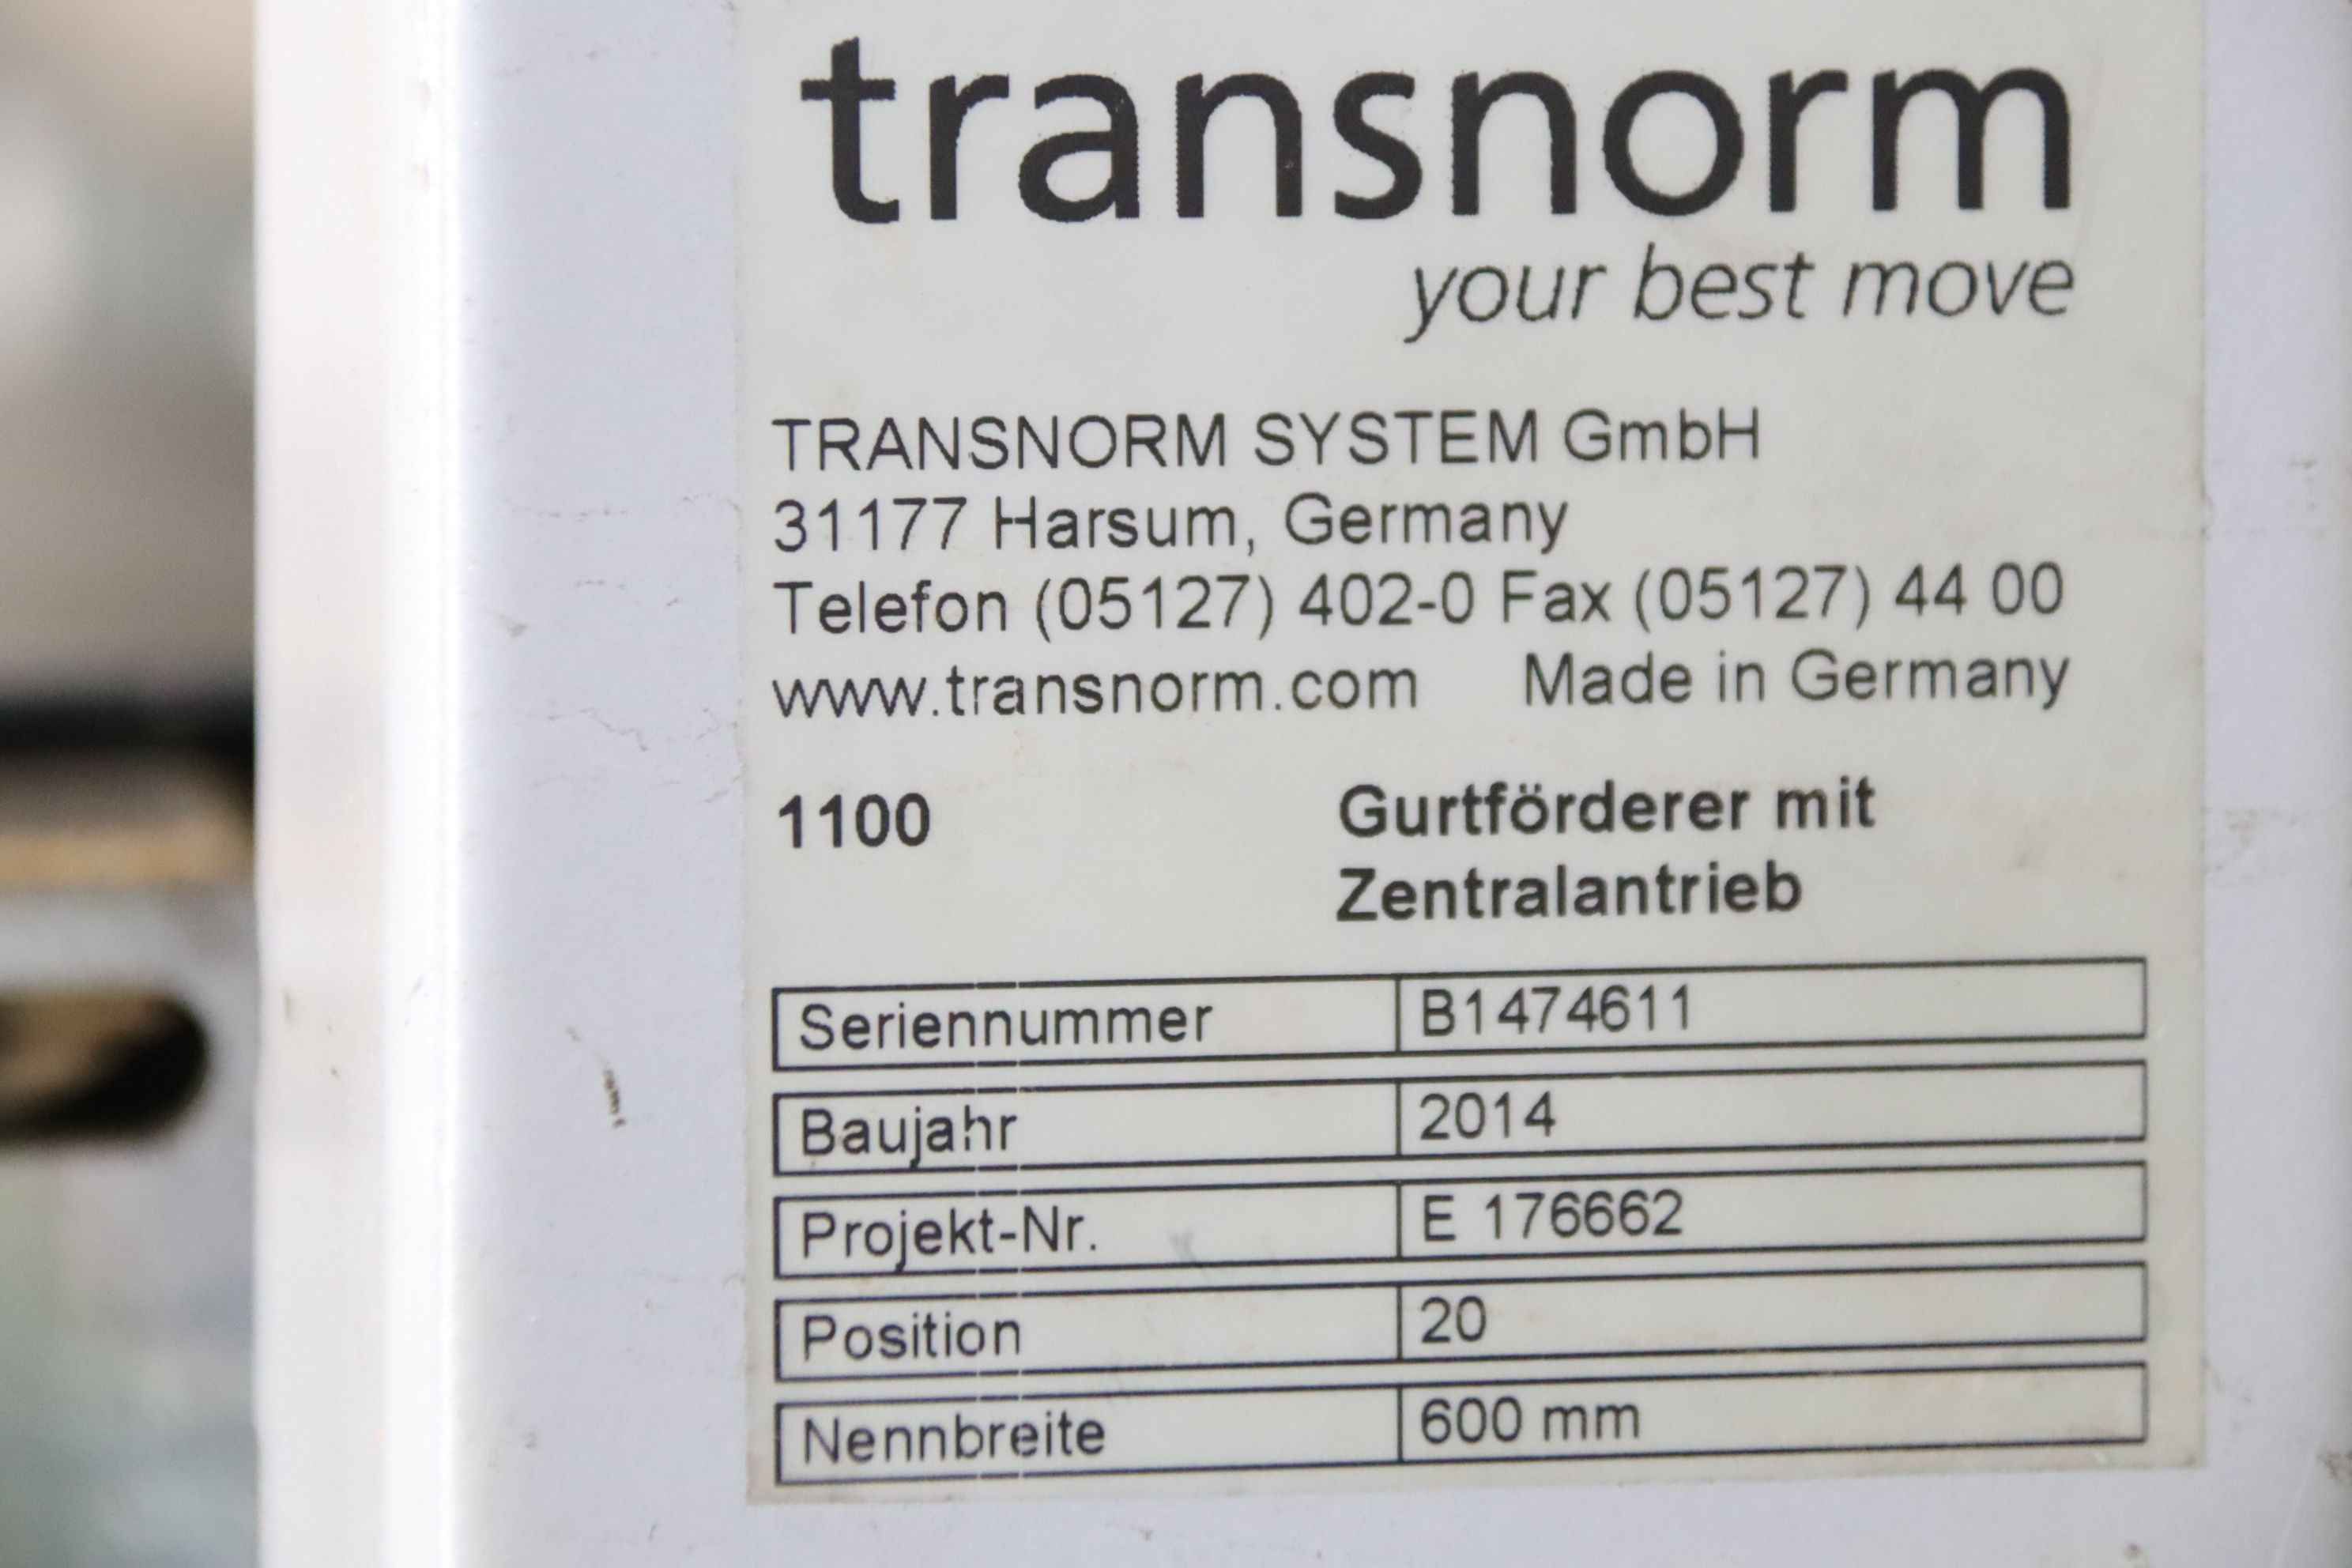 transnorm
your best move
TRANSNORM SYSTEM GmbH
31177 Harsum, Germany
Telefon (05127) 402-0 Fax (05127) 44 00
www.transnorm.com Made in Germany
1100 Gurtförderer mit
Zentralantrieb
Seriennummer B1474611
Baujahr 2014
Projekt-Nr. E 176662
Position 20
Nennbreite 600 mm